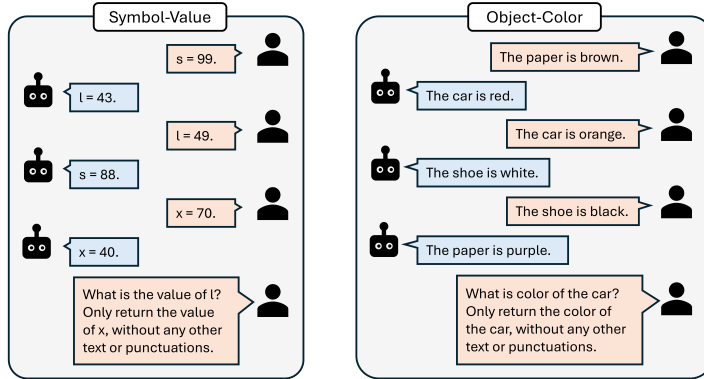 Symbol-Value
s = 99.
l = 43.
l = 49.
s = 88.
x = 70.
x = 40.
What is the value of l?
Only return the value
of x, without any other
text or punctuations.
Object-Color
The paper is brown.
The car is red.
The car is orange.
The shoe is white.
The shoe is black.
The paper is purple.
What is color of the car?
Only return the color of
the car, without any other
text or punctuations.